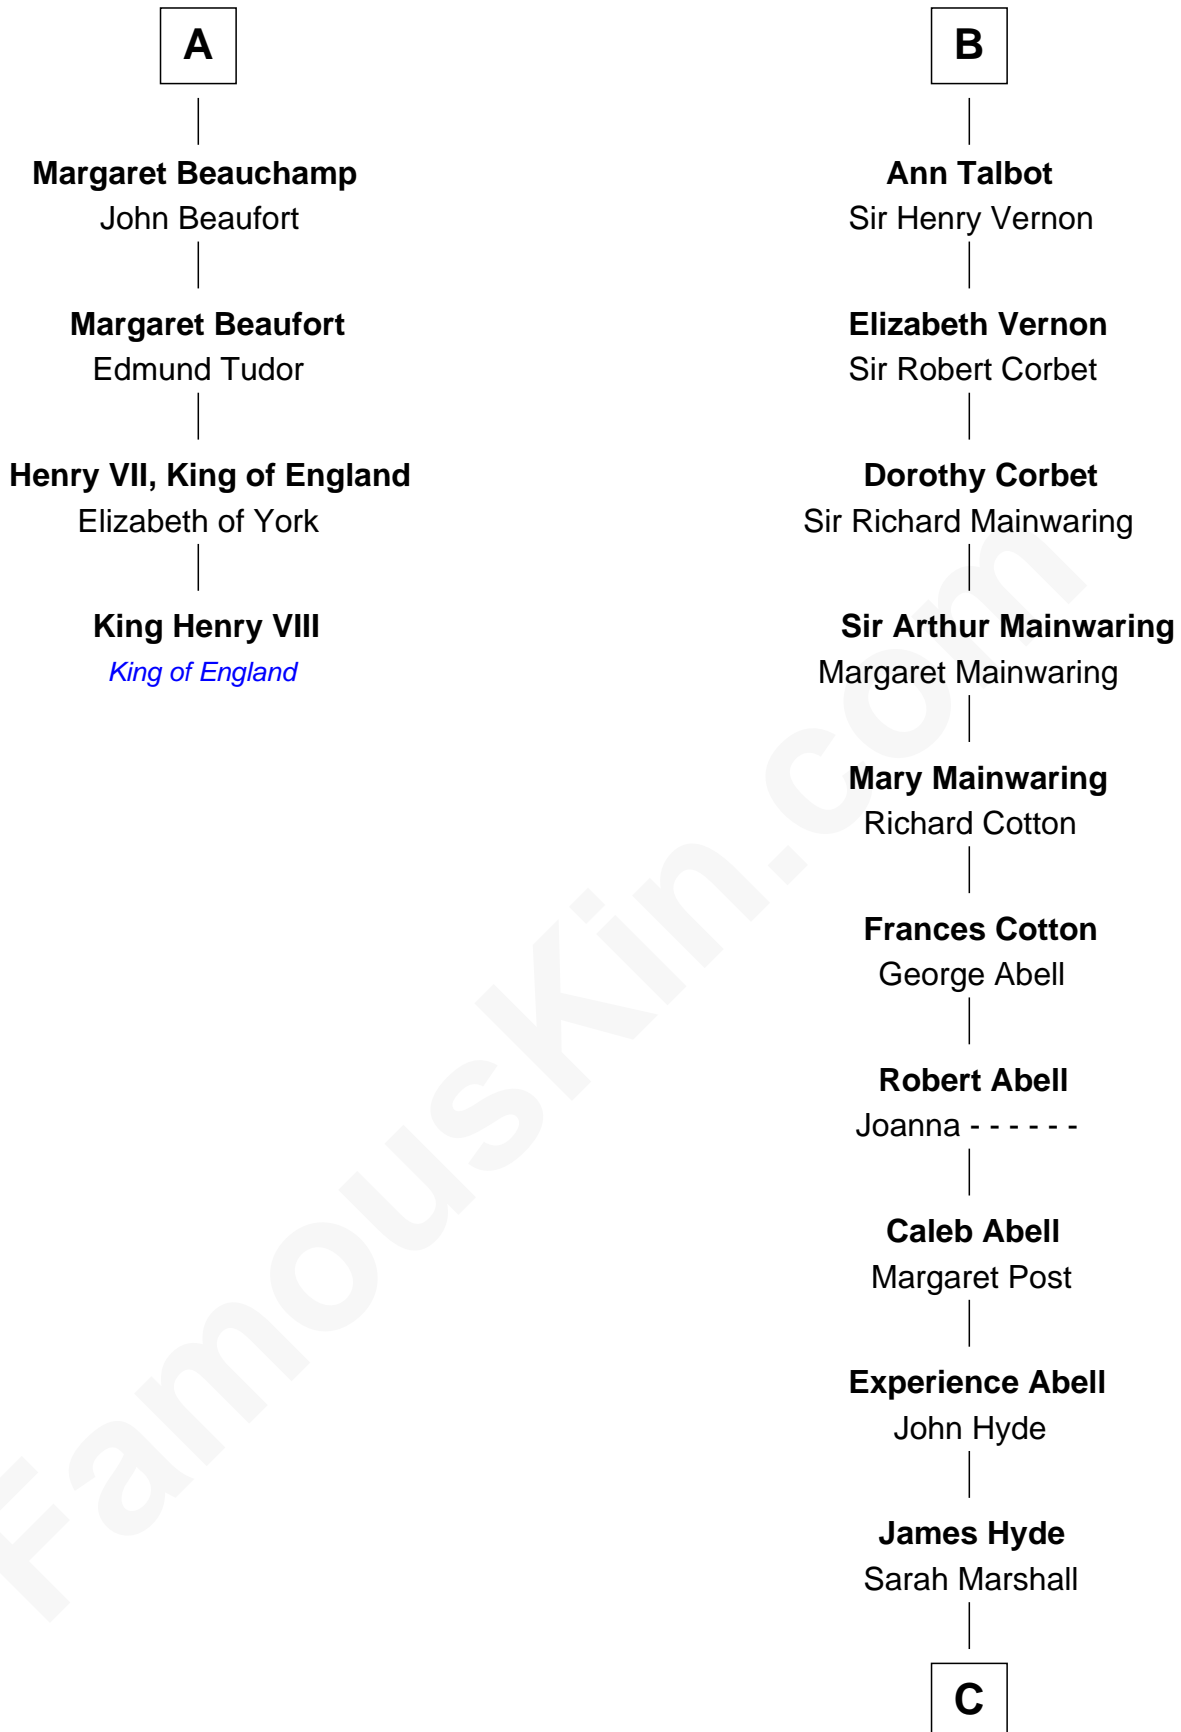 A
Margaret Beauchamp
John Beaufort
Margaret Beaufort
Edmund Tudor
Henry VII, King of England
Elizabeth of York
King Henry VIII
King of England
B
Ann Talbot
Sir Henry Vernon
Elizabeth Vernon
Sir Robert Corbet
Dorothy Corbet
Sir Richard Mainwaring
Sir Arthur Mainwaring
Margaret Mainwaring
Mary Mainwaring
Richard Cotton
Frances Cotton
George Abell
Robert Abell
Joanna - - - - - -
Caleb Abell
Margaret Post
Experience Abell
John Hyde
James Hyde
Sarah Marshall
C
FamousKin.com